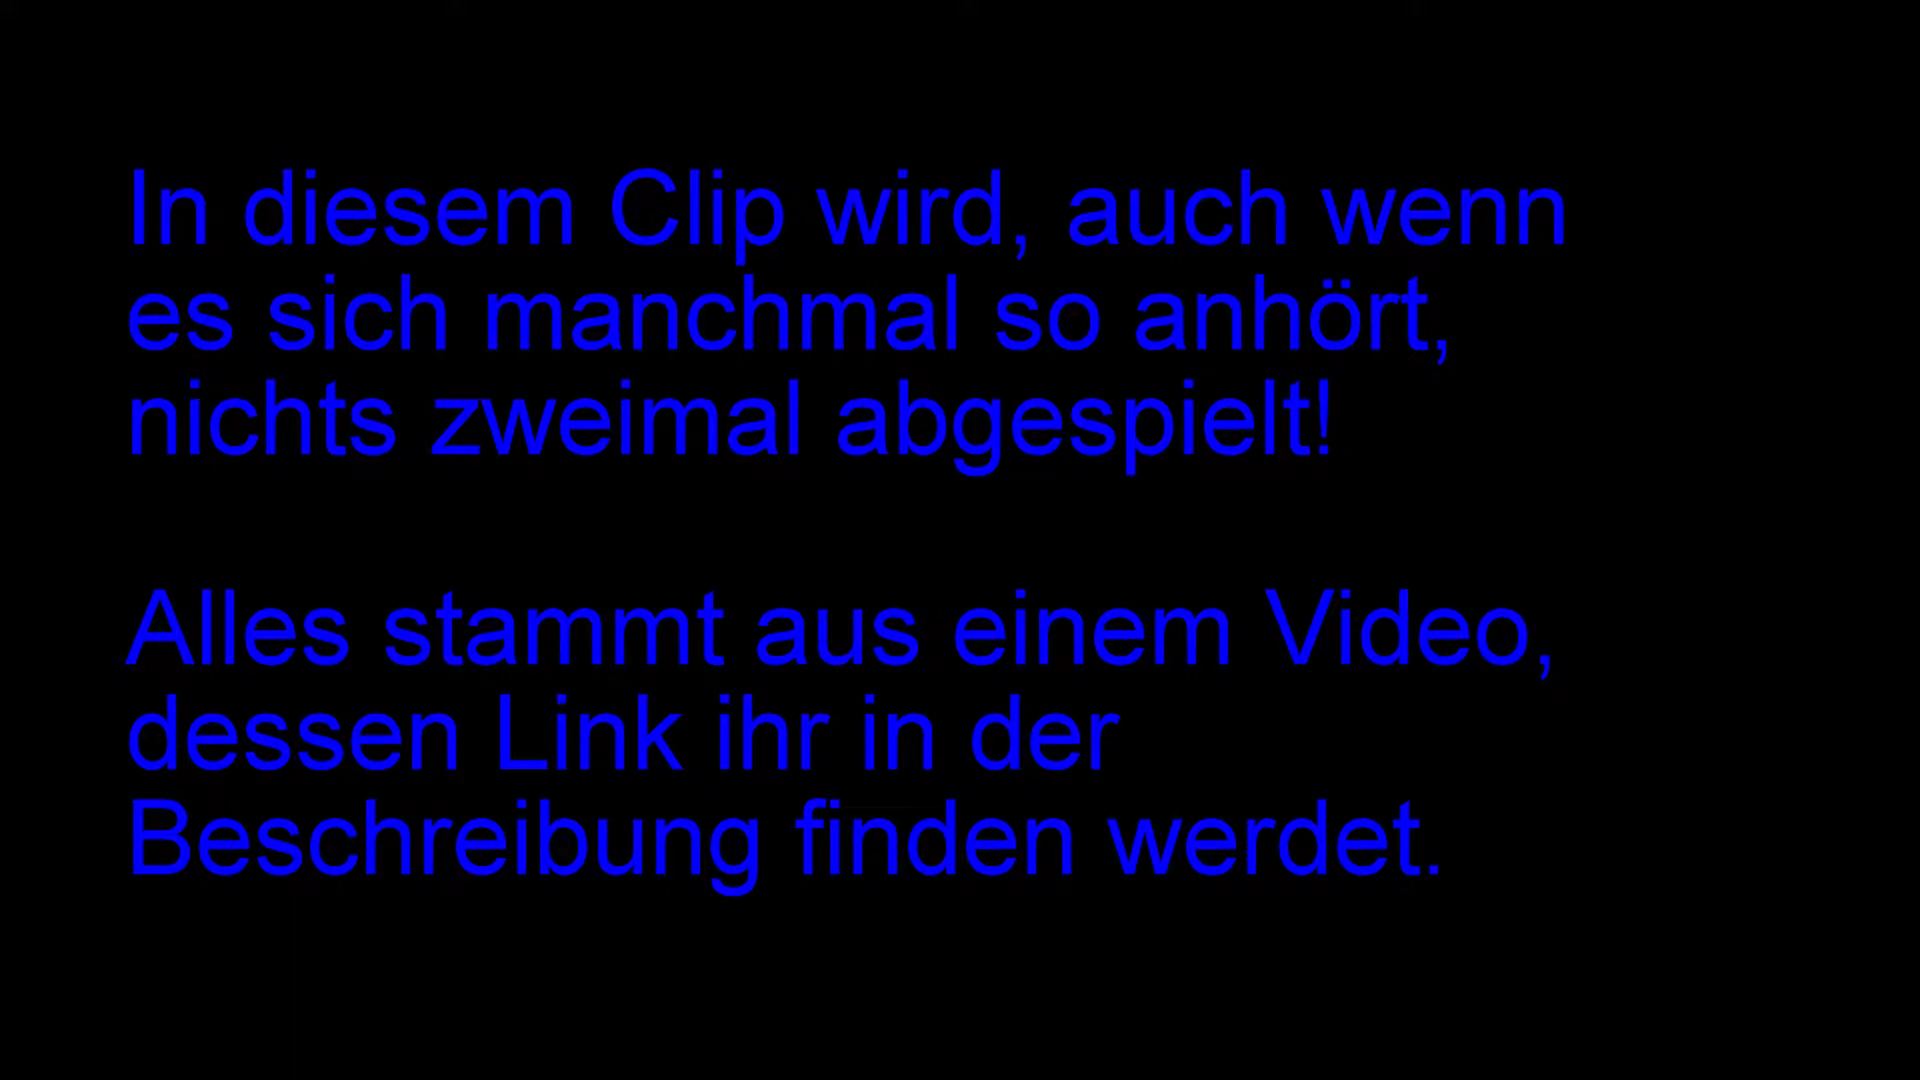 In diesem Clip wird, auch wenn
es sich manchmal so anhört,
nichts zweimal abgespielt!
Alles stammt aus einem Video,
dessen Link ihr in der
Beschreibung finden werdet.